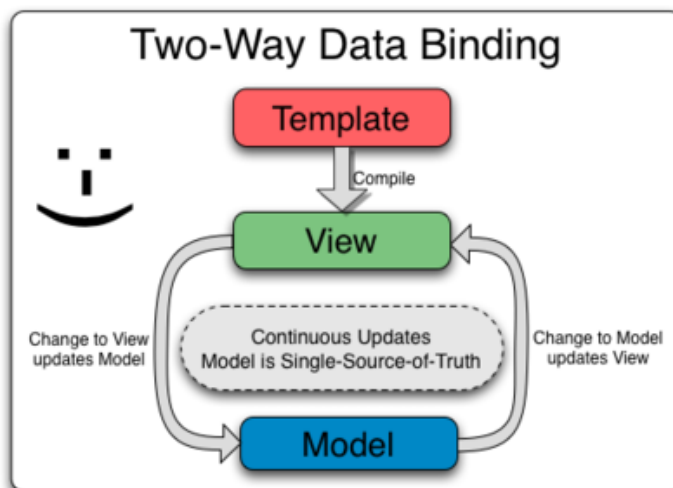 Two-Way Data Binding
Template
Compile
View
Change to View
updates Model
Continuous Updates
Model is Single-Source-of-Truth
Change to Model
updates View
Model